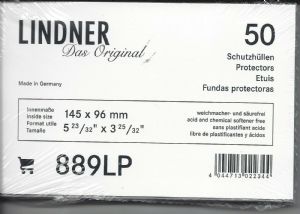 LINDNER
Das Original
50
Schutzhüllen
Protectors
Etuis
Fundas protectoras
Made in Germany
Innenmaße
inside size
Format utile
Tamaño
145 x 96 mm
5 23/32" x 3 25/32"
weichmacher- und säurefrei
acid and chemical softener free
sans plastifiant acide
libre de plastificantes y ácidos
889LP
4 044713 022344